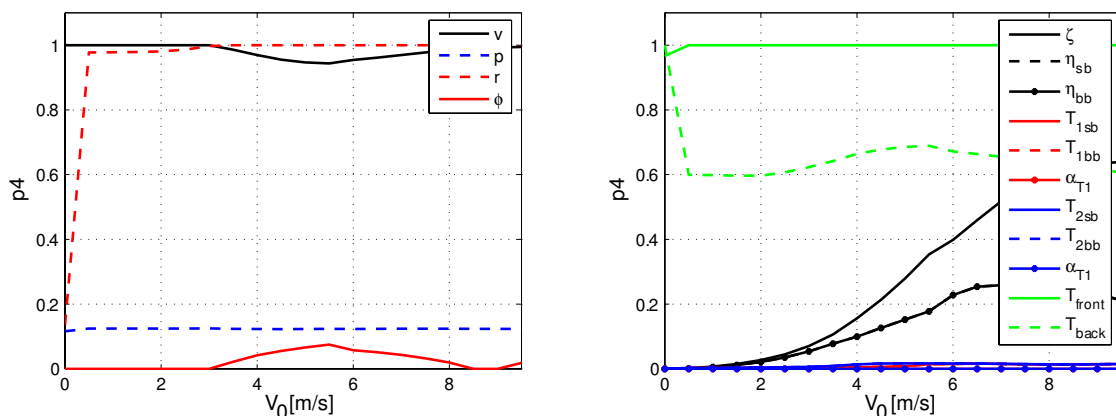 1
0.8
0.6
0.4
0.2
0
0 2 4 6 8
p4
V0 [m/s]
v
p
r
ϕ
1
0.8
0.6
0.4
0.2
0
0 2 4 6 8
p4
V0 [m/s]
ζ
ηsb
ηbb
T1sb
T1bb
αT1
T2sb
T2bb
αT1
Tfront
Tback